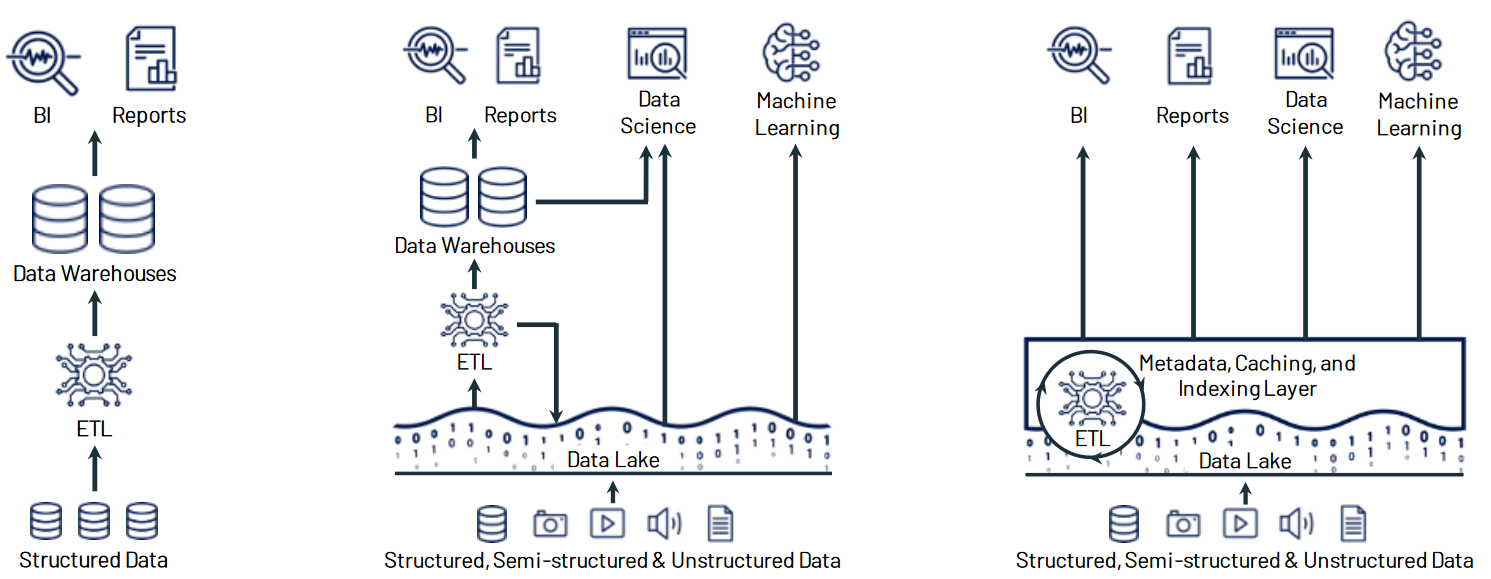 BI
Reports
Data Warehouses
ETL
Structured Data
BI
Reports
Data
Science
Machine
Learning
Data Warehouses
ETL
Data Lake
Structured, Semi-structured & Unstructured Data
BI
Reports
Data
Science
Machine
Learning
Metadata, Caching, and
Indexing Layer
ETL
Data Lake
Structured, Semi-structured & Unstructured Data